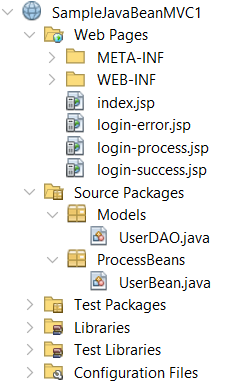 SampleJavaBeanMVC1
Web Pages
META-INF
WEB-INF
index.jsp
login-error.jsp
login-process.jsp
login-success.jsp
Source Packages
Models
UserDAO.java
ProcessBeans
UserBean.java
Test Packages
Libraries
Test Libraries
Configuration Files